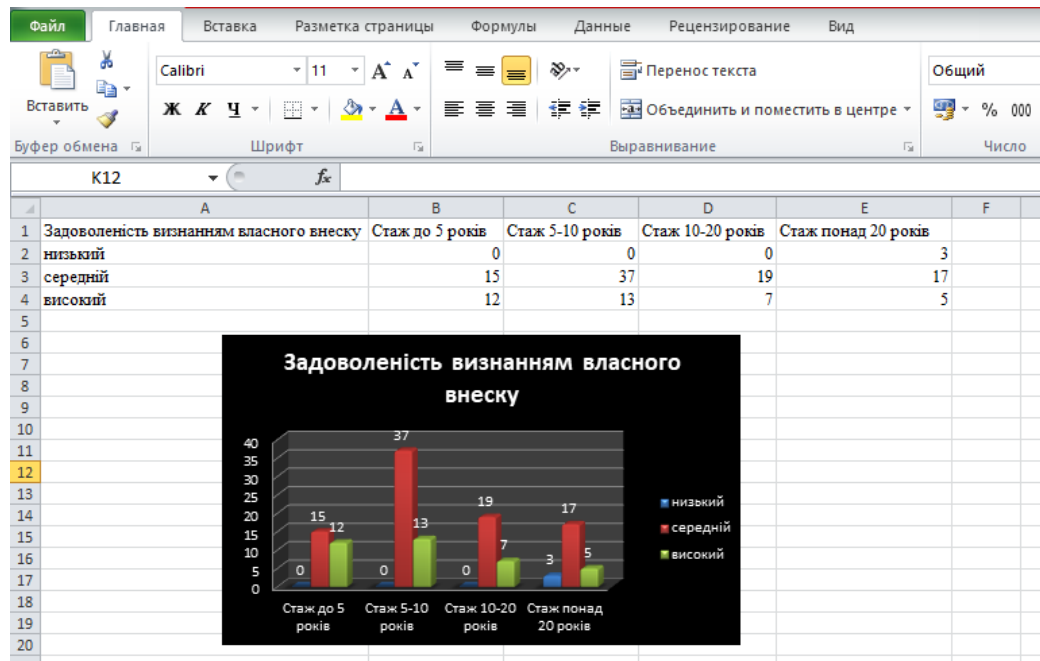 Файл Главная Вставка Разметка страницы Формулы Данные Рецензирование Вид
Calibri 11 A A Перенос текста Общий
Вставить Ж К Ч А Объединить и поместить в центре % 000
Буфер обмена Шрифт Выравнивание Число
K12 fx
A B C D E F
1 Задоволеність визнанням власного внеску Стаж до 5 років Стаж 5-10 років Стаж 10-20 років Стаж понад 20 років
2 низький 0 0 0 3
3 середній 15 37 19 17
4 високий 12 13 7 5
5
6
7
8
9
10
11
12
13
14
15
16
17
18
19
20
Задоволеність визнанням власного
внеску
40
35
30
25
20
15
10
5
0
15 37 19 17
12 13 7 5
0 0 0 3
Стаж до 5 років
Стаж 5-10 років
Стаж 10-20 років
Стаж понад 20 років
низький
середній
високий